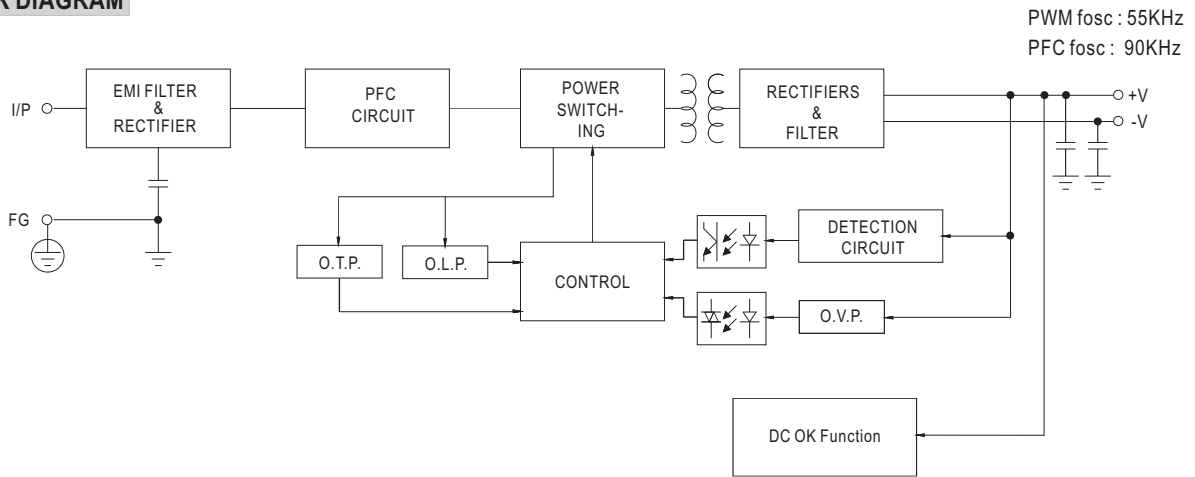 DIAGRAM
PWM fosc : 55KHz
PFC fosc : 90KHz
I/P
EMI FILTER
&
RECTIFIER
PFC
CIRCUIT
POWER
SWITCH-
ING
RECTIFIERS
&
FILTER
+V
-V
FG
O.T.P.
O.L.P.
CONTROL
DETECTION
CIRCUIT
O.V.P.
DC OK Function